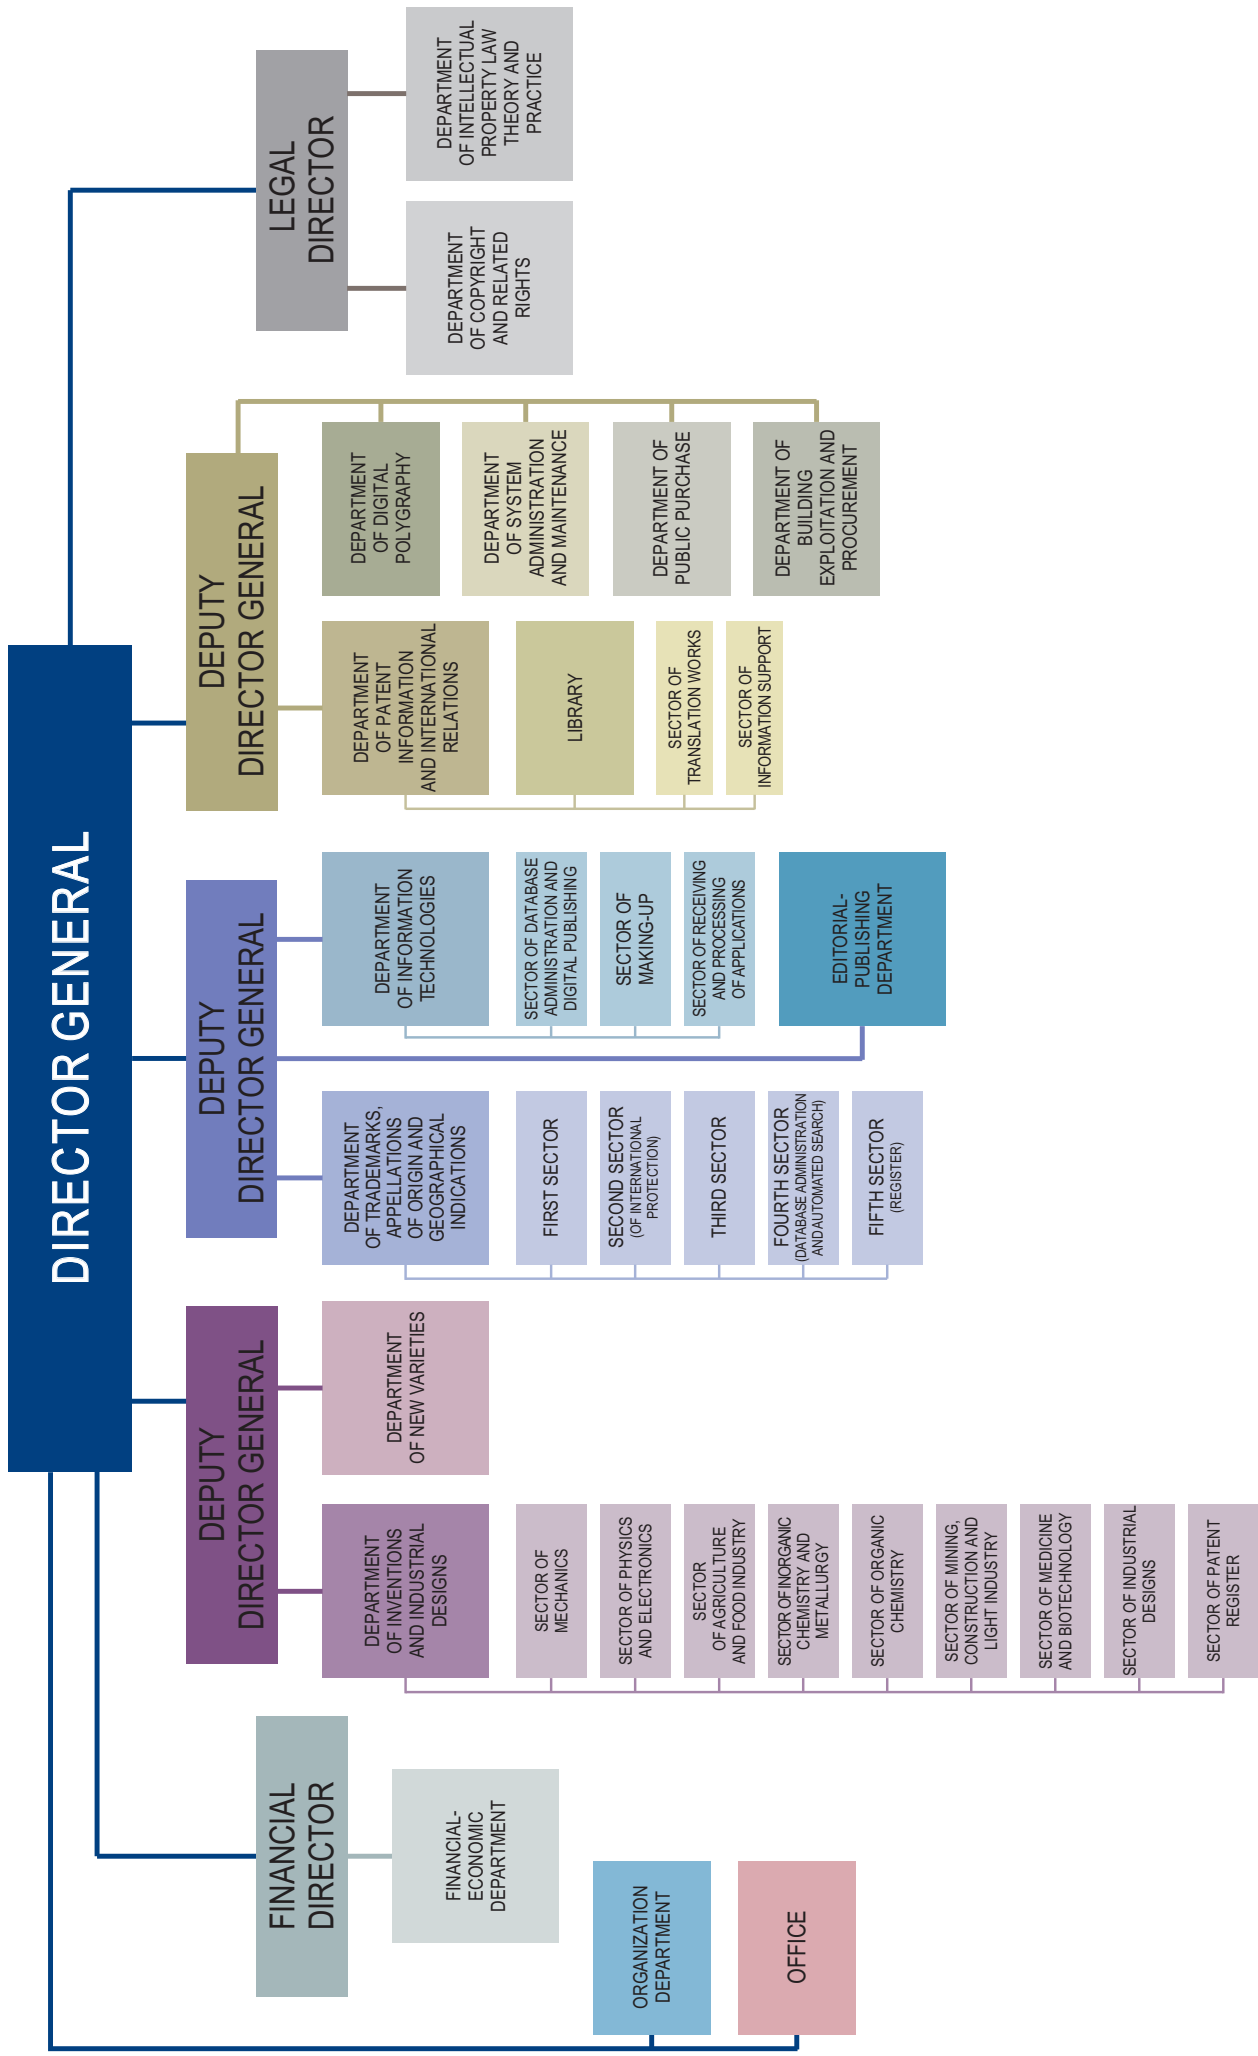 DIRECTOR GENERAL
FINANCIAL
DIRECTOR
FINANCIAL-
ECONOMIC
DEPARTMENT
ORGANIZATION
DEPARTMENT
OFFICE
DEPUTY
DIRECTOR GENERAL
DEPARTMENT
OF INVENTIONS
AND INDUSTRIAL
DESIGNS
SECTOR OF
MECHANICS
SECTOR OF PHYSICS
AND ELECTRONICS
SECTOR
OF AGRICULTURE
AND FOOD INDUSTRY
SECTOR OF INORGANIC
CHEMISTRY AND
METALLURGY
SECTOR OF ORGANIC
CHEMISTRY
SECTOR OF MINING,
CONSTRUCTION AND
LIGHT INDUSTRY
SECTOR OF MEDICINE
AND BIOTECHNOLOGY
SECTOR OF INDUSTRIAL
DESIGNS
SECTOR OF PATENT
REGISTER
DEPARTMENT
OF NEW VARIETIES
DEPUTY
DIRECTOR GENERAL
DEPARTMENT
OF TRADEMARKS,
APPELLATIONS
OF ORIGIN AND
GEOGRAPHICAL
INDICATIONS
FIRST SECTOR
SECOND SECTOR
(OF INTERNATIONAL
PROTECTION)
THIRD SECTOR
FOURTH SECTOR
(DATABASE ADMINISTRATION
AND AUTOMATED SEARCH)
FIFTH SECTOR
(REGISTER)
DEPARTMENT
OF INFORMATION
TECHNOLOGIES
SECTOR OF DATABASE
ADMINISTRATION AND
DIGITAL PUBLISHING
SECTOR OF
MAKING-UP
SECTOR OF RECEIVING
AND PROCESSING
OF APPLICATIONS
EDITORIAL-
PUBLISHING
DEPARTMENT
DEPUTY
DIRECTOR GENERAL
DEPARTMENT
OF PATENT
INFORMATION
AND INTERNATIONAL
RELATIONS
LIBRARY
SECTOR OF
TRANSLATION WORKS
SECTOR OF
INFORMATION SUPPORT
DEPARTMENT
OF DIGITAL
POLYGRAPHY
DEPARTMENT
OF SYSTEM
ADMINISTRATION
AND MAINTENANCE
DEPARTMENT OF
PUBLIC PURCHASE
DEPARTMENT OF
BUILDING
EXPLOITATION AND
PROCUREMENT
LEGAL
DIRECTOR
DEPARTMENT
OF COPYRIGHT
AND RELATED
RIGHTS
DEPARTMENT
OF INTELLECTUAL
PROPERTY LAW
THEORY AND
PRACTICE